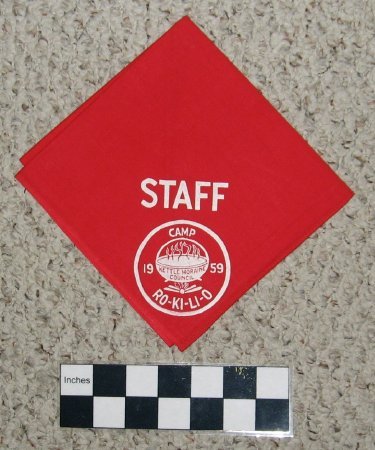 STAFF
CAMP
19 59
KETTLE MORAINE
COUNCIL
RO-KI-LI-O
Inches